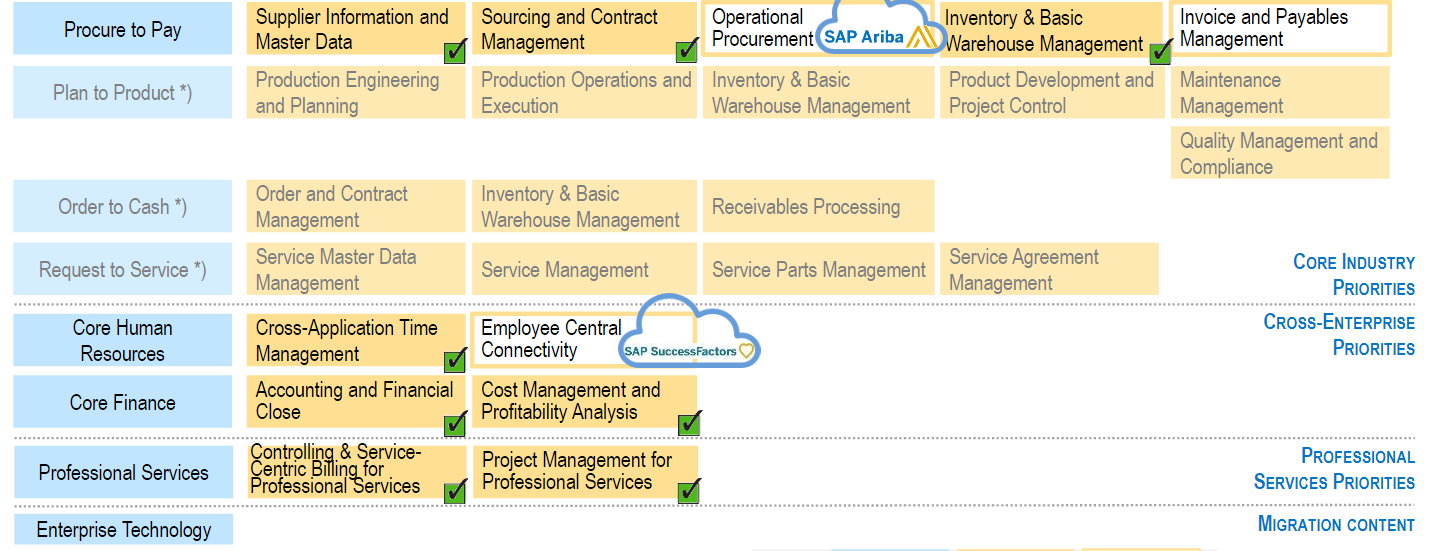 Procure to Pay
Supplier Information and
Master Data
Sourcing and Contract
Management
Operational
Procurement
SAP Ariba
Inventory & Basic
Warehouse Management
Invoice and Payables
Management
Plan to Product *)
Production Engineering
and Planning
Production Operations and
Execution
Inventory & Basic
Warehouse Management
Product Development and
Project Control
Maintenance
Management
Quality Management and
Compliance
Order to Cash *)
Order and Contract
Management
Inventory & Basic
Warehouse Management
Receivables Processing
Request to Service *)
Service Master Data
Management
Service Management
Service Parts Management
Service Agreement
Management
CORE INDUSTRY
PRIORITIES
Core Human
Resources
Cross-Application Time
Management
Employee Central
Connectivity
SAP SuccessFactors
CROSS-ENTERPRISE
PRIORITIES
Core Finance
Accounting and Financial
Close
Cost Management and
Profitability Analysis
Professional Services
Controlling & Service-
Centric Billing for
Professional Services
Project Management for
Professional Services
PROFESSIONAL
SERVICES PRIORITIES
Enterprise Technology
MIGRATION CONTENT